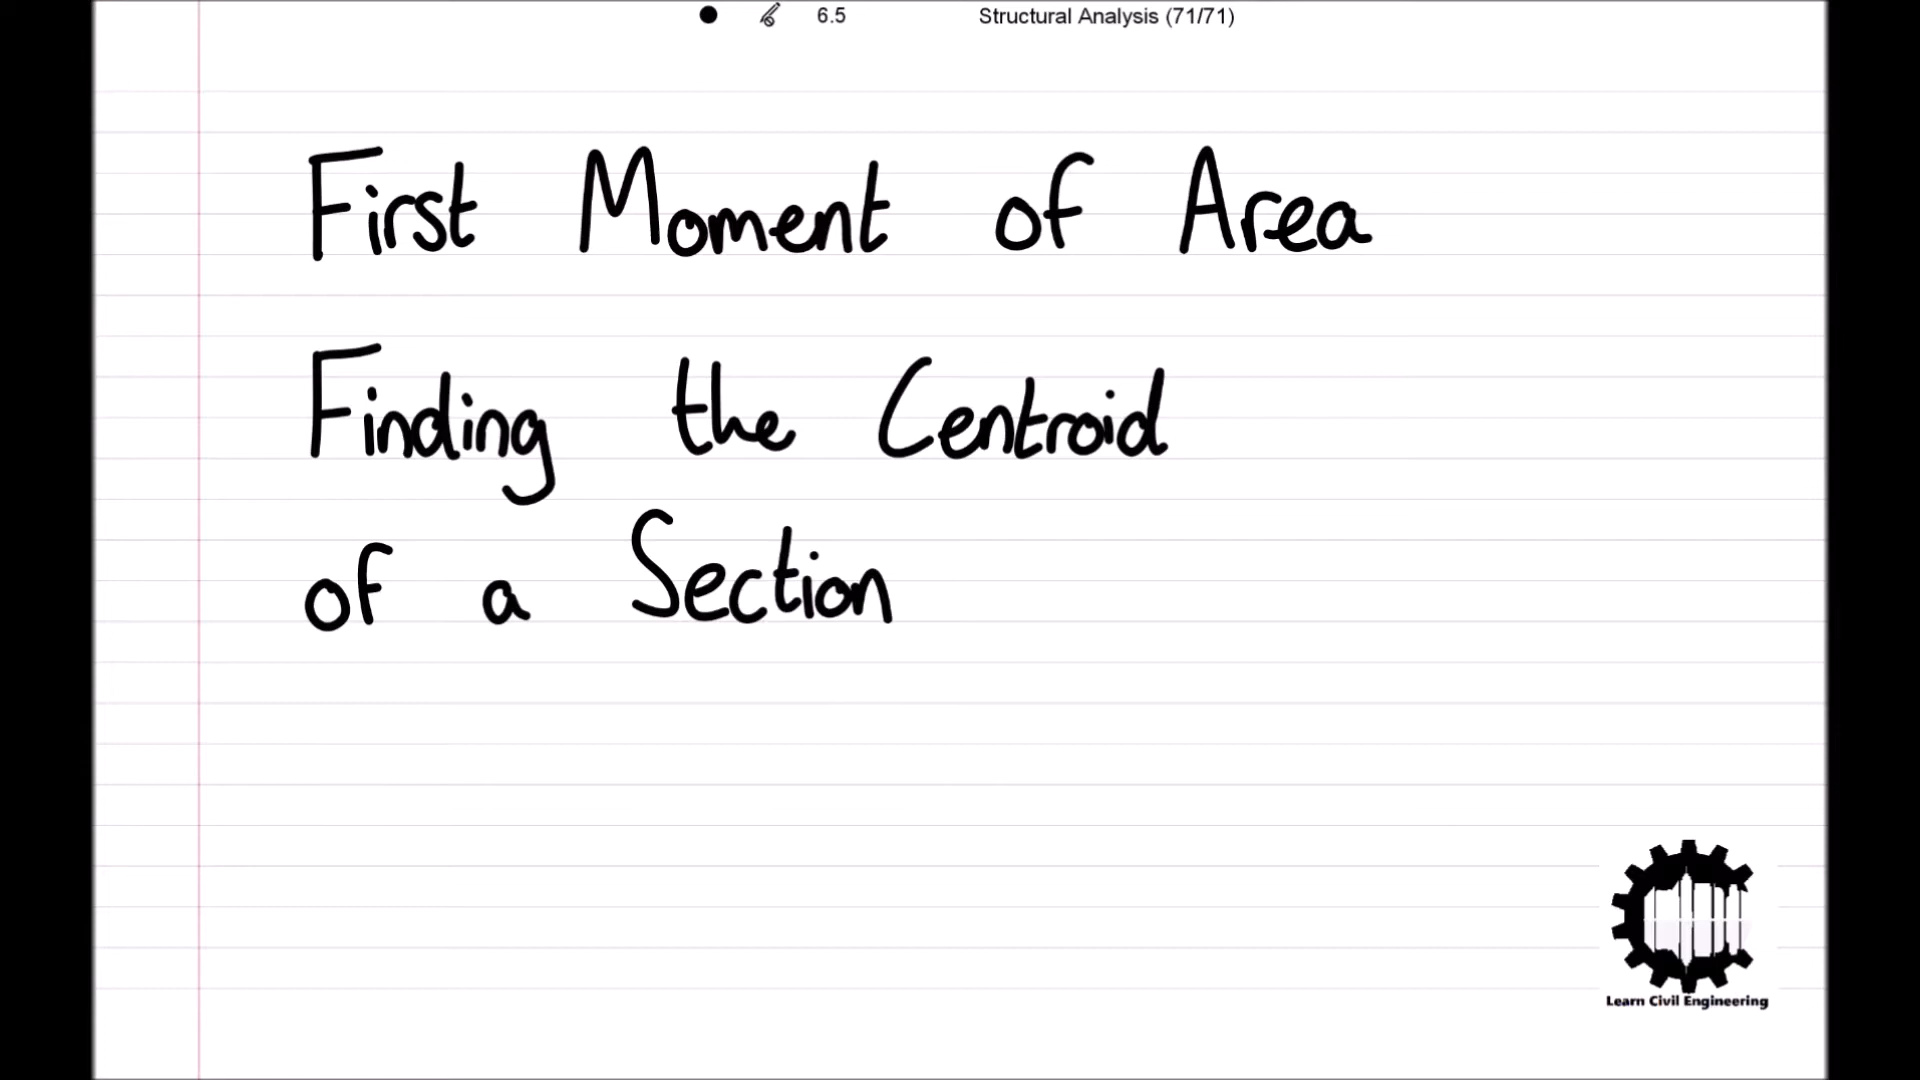 6.5 Structural Analysis (71/71)
First Moment of Area
Finding the Centroid
of a Section
Learn Civil Engineering